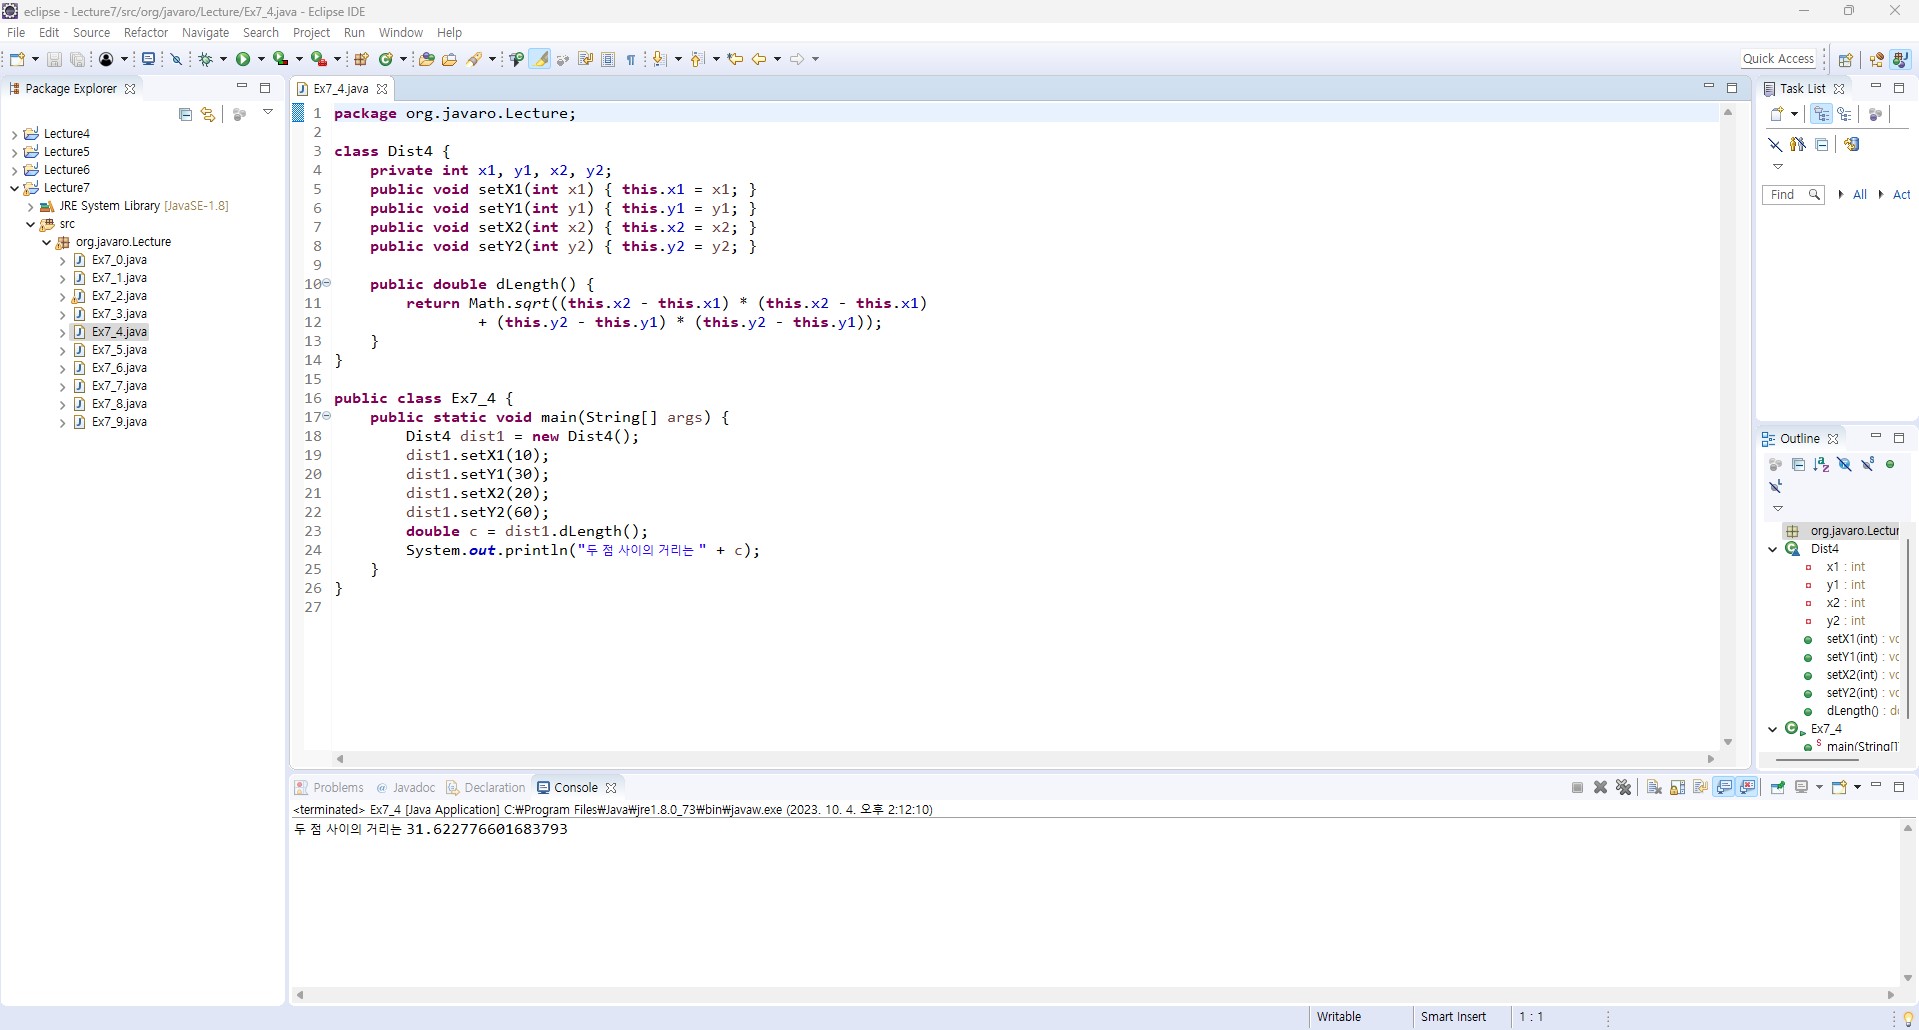 eclipse - Lecture7/src/org/javaro/Lecture/Ex7_4.java - Eclipse IDE
File Edit Source Refactor Navigate Search Project Run Window Help
Quick Access
Package Explorer
Lecture4
Lecture5
Lecture6
Lecture7
JRE System Library [JavaSE-1.8]
src
org.javaro.Lecture
Ex7_0.java
Ex7_1.java
Ex7_2.java
Ex7_3.java
Ex7_4.java
Ex7_5.java
Ex7_6.java
Ex7_7.java
Ex7_8.java
Ex7_9.java
Ex7_4.java
1 package org.javaro.Lecture;
2
3 class Dist4 {
4 private int x1, y1, x2, y2;
5 public void setX1(int x1) { this.x1 = x1; }
6 public void setY1(int y1) { this.y1 = y1; }
7 public void setX2(int x2) { this.x2 = x2; }
8 public void setY2(int y2) { this.y2 = y2; }
9
10 public double dLength() {
11 return Math.sqrt((this.x2 - this.x1) * (this.x2 - this.x1)
12 + (this.y2 - this.y1) * (this.y2 - this.y1));
13 }
14 }
15
16 public class Ex7_4 {
17 public static void main(String[] args) {
18 Dist4 dist1 = new Dist4();
19 dist1.setX1(10);
20 dist1.setY1(30);
21 dist1.setX2(20);
22 dist1.setY2(60);
23 double c = dist1.dLength();
24 System.out.println("두 점 사이의 거리는 " + c);
25 }
26 }
27
Task List
Find All Act
Outline
org.javaro.Lectur
Dist4
x1 : int
y1 : int
x2 : int
y2 : int
setX1(int) : vo
setY1(int) : vo
setX2(int) : vo
setY2(int) : vo
dLength() : do
Ex7_4
main(String[]
Problems @ Javadoc Declaration Console
<terminated> Ex7_4 [Java Application] C:₩Program Files₩Java₩jre1.8.0_73₩bin₩javaw.exe (2023. 10. 4. 오후 2:12:10)
두 점 사이의 거리는 31.622776601683793
Writable Smart Insert 1 : 1